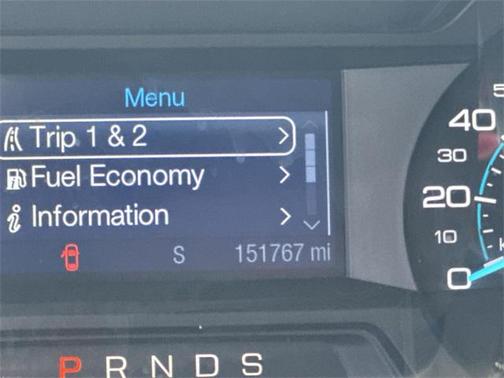 Menu
Trip 1 & 2
Fuel Economy
Information
S 151767 mi
P R N D S
40
30
20
10
0